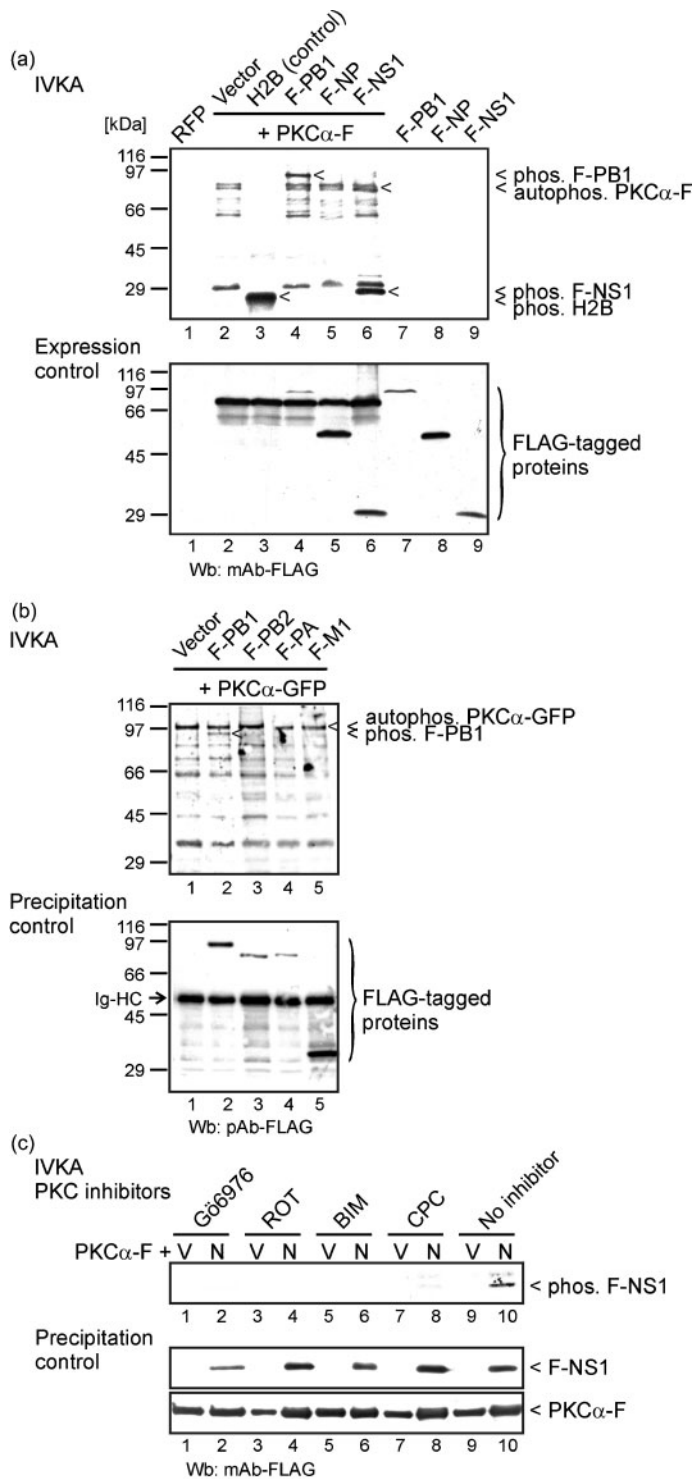 (a)
IVKA
[kDa]
RFP
Vector
H2B (control)
F-PB1
F-NP
F-NS1
F-PB1
F-NP
F-NS1
+ PKCα-F
116
97
66
45
29
< phos. F-PB1
< autophos. PKCα-F
< phos. F-NS1
< phos. H2B
1 2 3 4 5 6 7 8 9
Expression
control
116
97
66
45
29
FLAG-tagged
proteins
1 2 3 4 5 6 7 8 9
Wb: mAb-FLAG
(b)
IVKA
Vector
F-PB1
F-PB2
F-PA
F-M1
+ PKCα-GFP
116
97
66
45
29
< autophos. PKCα-GFP
< phos. F-PB1
1 2 3 4 5
Precipitation
control
116
97
66
Ig-HC →
45
29
FLAG-tagged
proteins
1 2 3 4 5
Wb: pAb-FLAG
(c)
IVKA
PKC inhibitors
Gö6976
ROT
BIM
CPC
No inhibitor
PKCα-F + V N V N V N V N V N
< phos. F-NS1
1 2 3 4 5 6 7 8 9 10
Precipitation
control
< F-NS1
< PKCα-F
1 2 3 4 5 6 7 8 9 10
Wb: mAb-FLAG